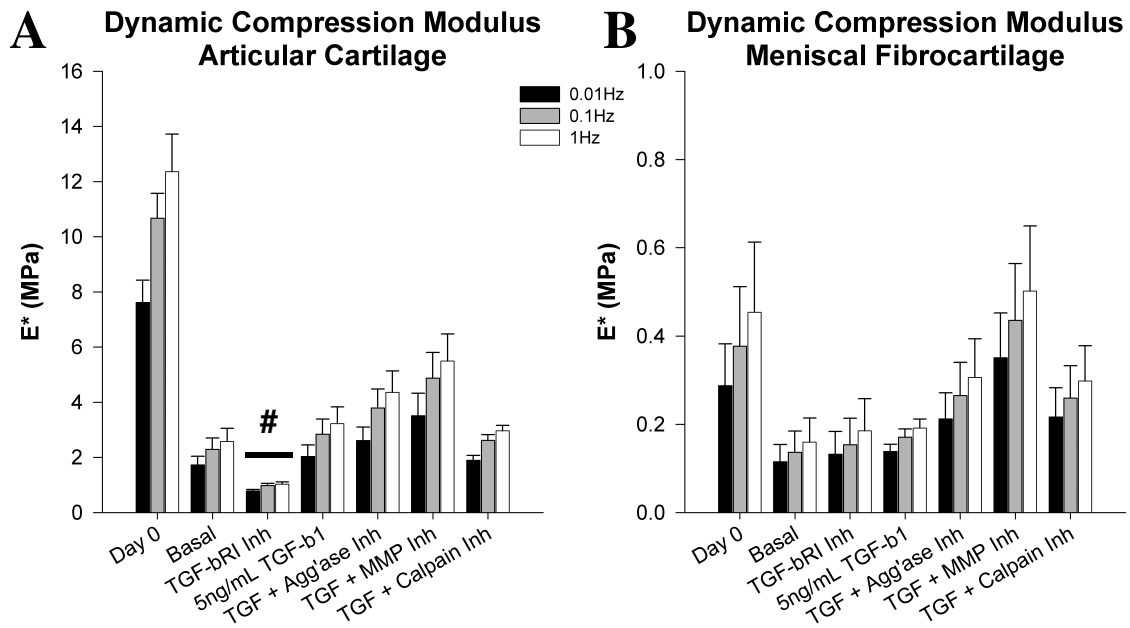 A
Dynamic Compression Modulus
Articular Cartilage
E* (MPa)
16
14
12
10
8
6
4
2
0
#
Day 0
Basal
TGF-bRI Inh
5ng/mL TGF-b1
TGF + Agg'ase Inh
TGF + MMP Inh
TGF + Calpain Inh
0.01Hz
0.1Hz
1Hz
B
Dynamic Compression Modulus
Meniscal Fibrocartilage
E* (MPa)
1.0
0.8
0.6
0.4
0.2
0.0
Day 0
Basal
TGF-bRI Inh
5ng/mL TGF-b1
TGF + Agg'ase Inh
TGF + MMP Inh
TGF + Calpain Inh